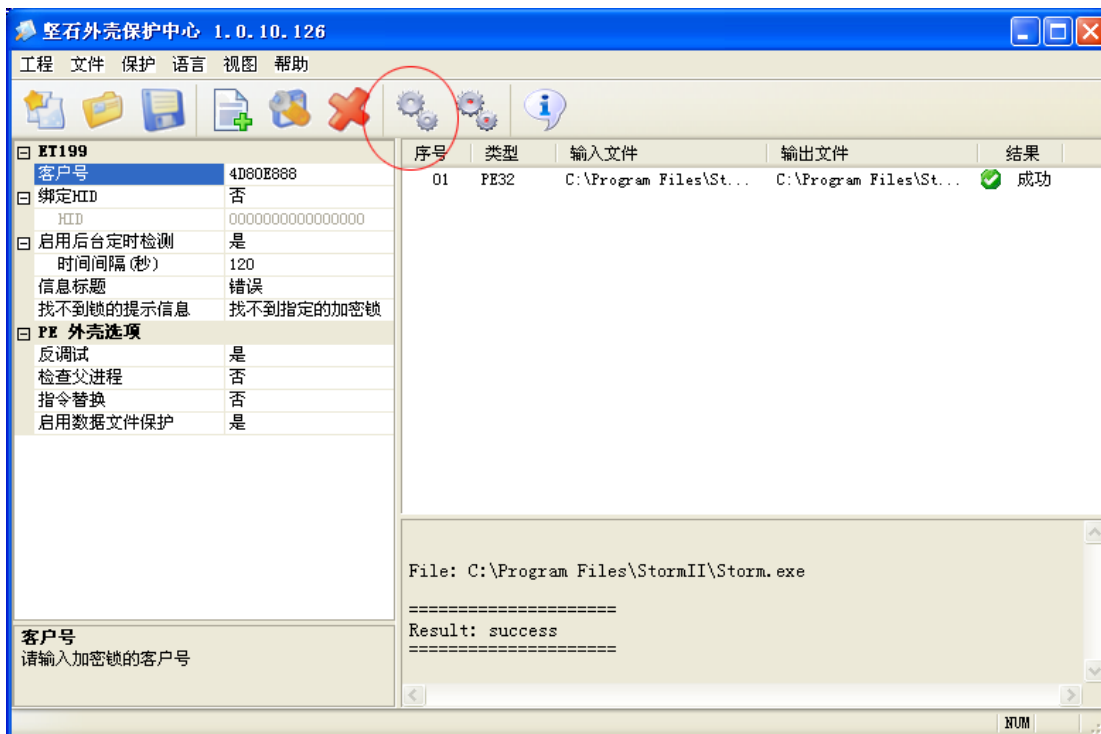 坚石外壳保护中心 1.0.10.126
工程 文件 保护 语言 视图 帮助
ET199
客户号 4D80E888
绑定HID 否
HID 0000000000000000
启用后台定时检测 是
时间间隔(秒) 120
信息标题 错误
找不到锁的提示信息 找不到指定的加密锁
PE 外壳选项
反调试 是
检查父进程 否
指令替换 否
启用数据文件保护 是
客户号
请输入加密锁的客户号
序号 类型 输入文件 输出文件 结果
01 PE32 C:\Program Files\St... C:\Program Files\St... 成功
File: C:\Program Files\StormII\Storm.exe
=====================
Result: success
=====================
NUM